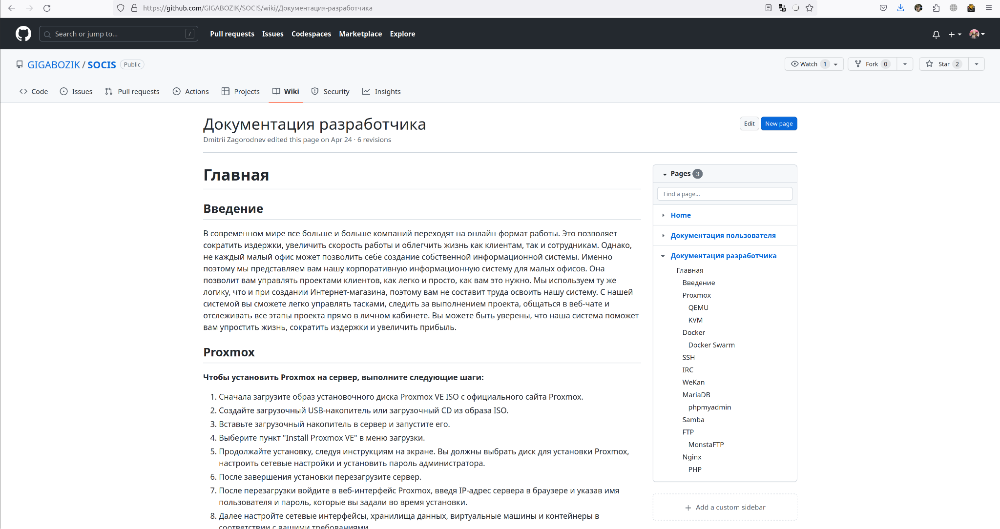 https://github.com/GIGABOZIK/SOCIS/wiki/Документация-разработчика
Search or jump to... /
Pull requests Issues Codespaces Marketplace Explore
GIGABOZIK / SOCIS Public
Watch 1 Fork 0 Star 2
Code Issues Pull requests Actions Projects Wiki Security Insights
Документация разработчика
Edit New page
Dmitrii Zagorodnev edited this page on Apr 24 · 6 revisions
Главная
Введение
В современном мире все больше и больше компаний переходят на онлайн-формат работы. Это позволяет
сократить издержки, увеличить скорость работы и облегчить жизнь как клиентам, так и сотрудникам. Однако,
не каждый малый офис может позволить себе создание собственной информационной системы. Именно
поэтому мы представляем вам нашу корпоративную информационную систему для малых офисов. Она
позволит вам управлять проектами клиентов, как легко и просто, как вам это нужно. Мы используем ту же
логику, что и при создании Интернет-магазина, поэтому вам не составит труда освоить нашу систему. С нашей
системой вы сможете легко управлять тасками, следить за выполнением проекта, общаться в веб-чате и
отслеживать все этапы проекта прямо в личном кабинете. Вы можете быть уверены, что наша система поможет
вам упростить жизнь, сократить издержки и увеличить прибыль.
Proxmox
Чтобы установить Proxmox на сервер, выполните следующие шаги:
1. Сначала загрузите образ установочного диска Proxmox VE ISO с официального сайта Proxmox.
2. Создайте загрузочный USB-накопитель или загрузочный CD из образа ISO.
3. Вставьте загрузочный накопитель в сервер и запустите его.
4. Выберите пункт "Install Proxmox VE" в меню загрузки.
5. Продолжайте установку, следуя инструкциям на экране. Вы должны выбрать диск для установки Proxmox,
настроить сетевые настройки и установить пароль администратора.
6. После завершения установки перезагрузите сервер.
7. После перезагрузки войдите в веб-интерфейс Proxmox, введя IP-адрес сервера в браузере и указав имя
пользователя и пароль, которые вы задали во время установки.
8. Далее настройте сетевые интерфейсы, хранилища данных, виртуальные машины и контейнеры в
соответствии с вашими требованиями.
Pages 3
Find a page...
Home
Документация пользователя
Документация разработчика
Главная
Введение
Proxmox
QEMU
KVM
Docker
Docker Swarm
SSH
IRC
WeKan
MariaDB
phpmyadmin
Samba
FTP
MonstaFTP
Nginx
PHP
+ Add a custom sidebar